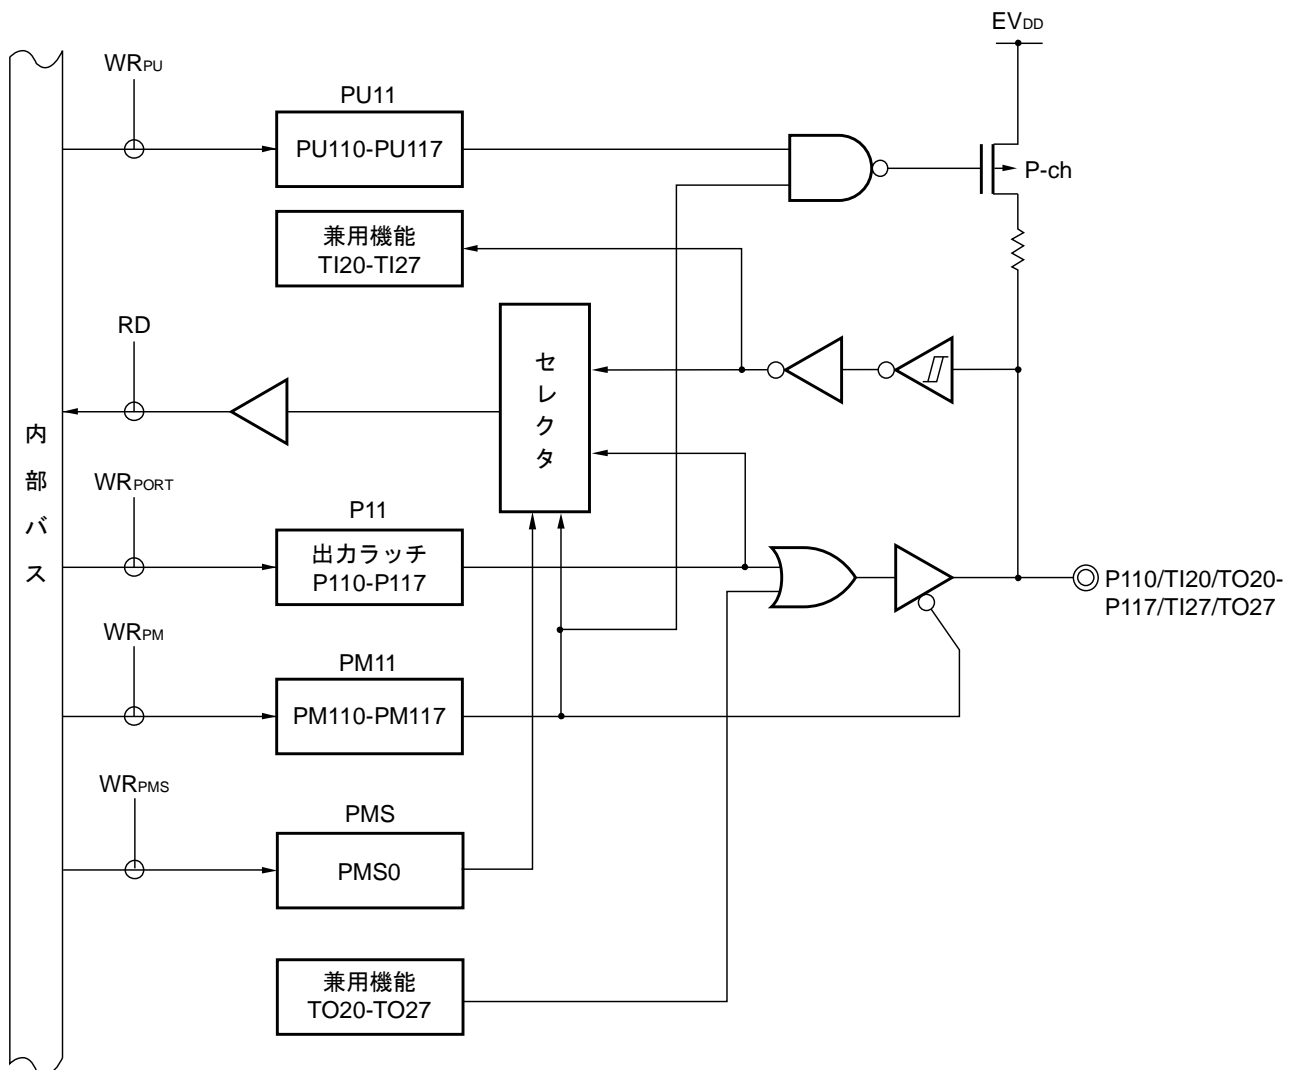 EVDD
WRPU
PU11
PU110-PU117
P-ch
兼用機能
TI20-TI27
RD
セレクタ
内部バス
WRPORT
P11
出力ラッチ
P110-P117
P110/TI20/TO20-
P117/TI27/TO27
WRPM
PM11
PM110-PM117
WRPMS
PMS
PMS0
兼用機能
TO20-TO27